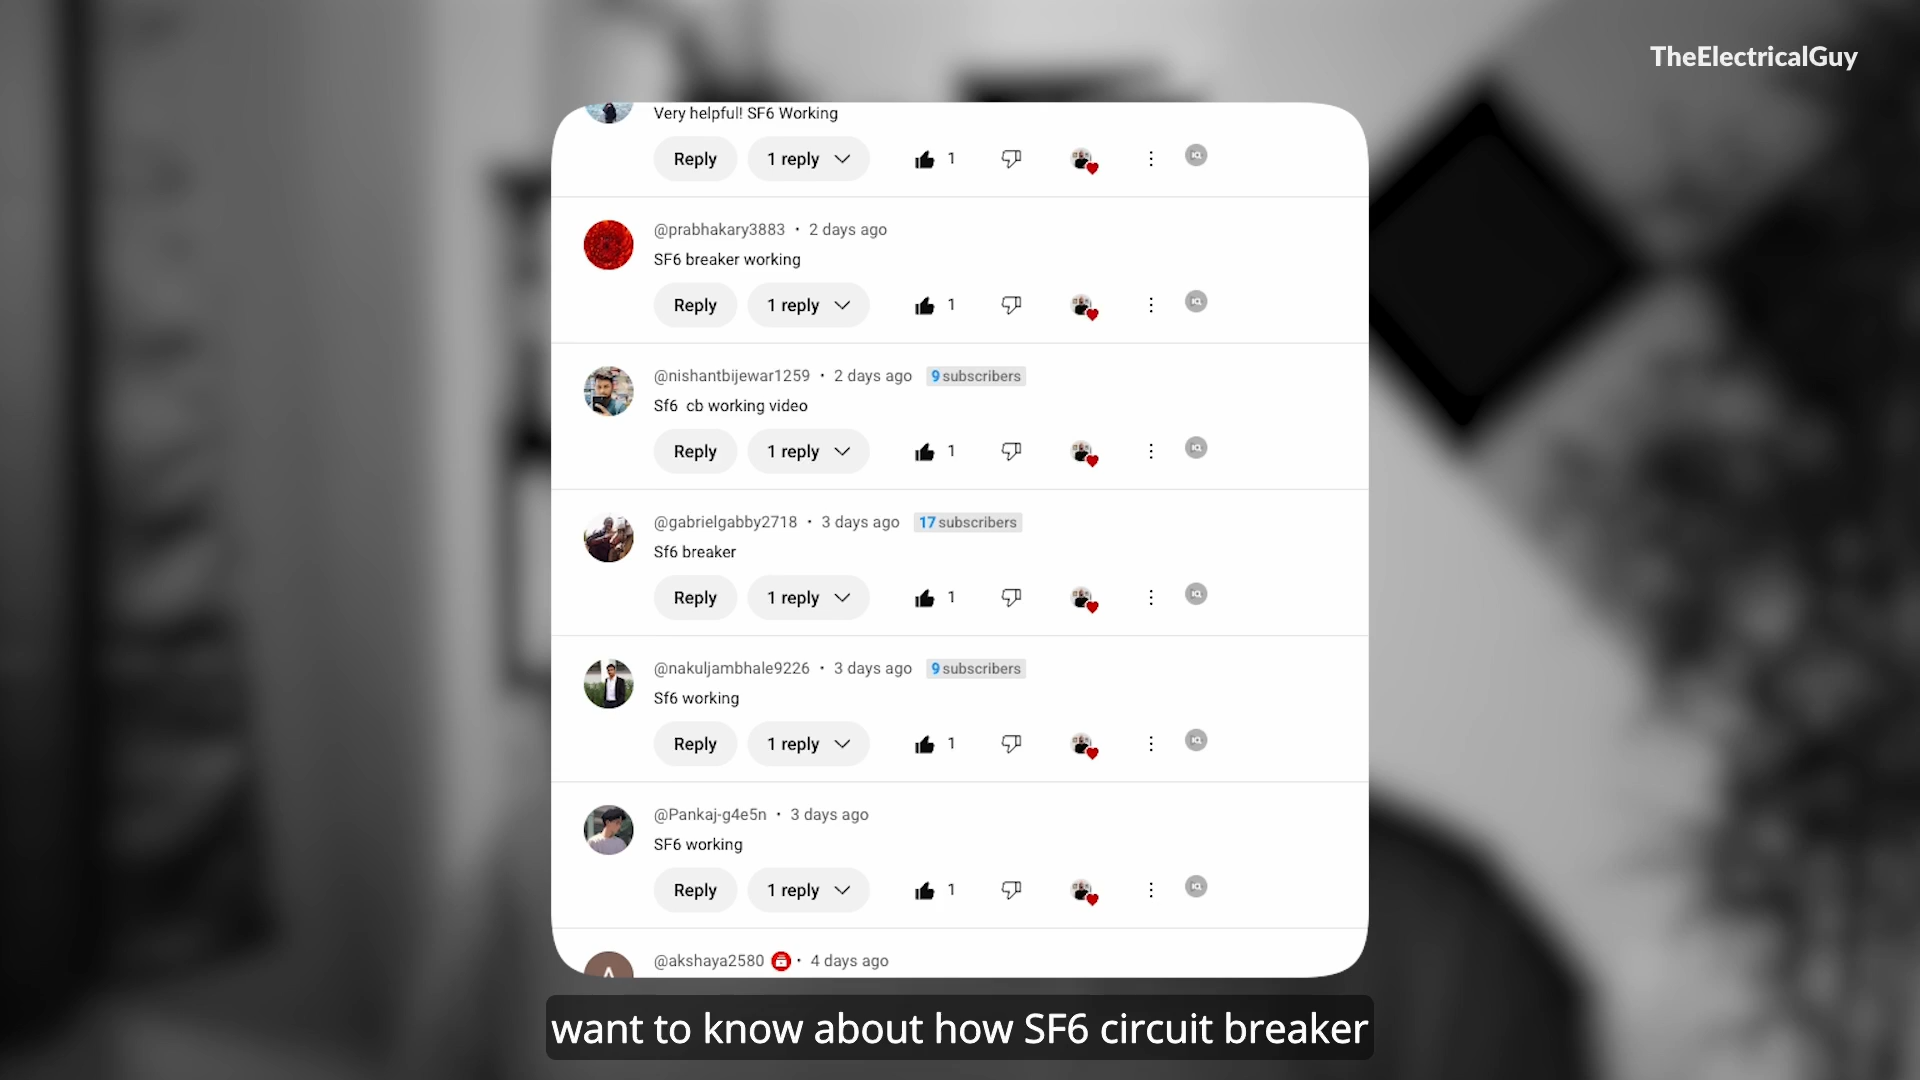 TheElectricalGuy
Very helpful! SF6 Working
Reply 1 reply 1
@prabhakary3883 • 2 days ago
SF6 breaker working
Reply 1 reply 1
@nishantbijewar1259 • 2 days ago 9 subscribers
Sf6 cb working video
Reply 1 reply 1
@gabrielgabby2718 • 3 days ago 17 subscribers
Sf6 breaker
Reply 1 reply 1
@nakuljambhale9226 • 3 days ago 9 subscribers
Sf6 working
Reply 1 reply 1
@Pankaj-g4e5n • 3 days ago
SF6 working
Reply 1 reply 1
@akshaya2580 • 4 days ago
want to know about how SF6 circuit breaker